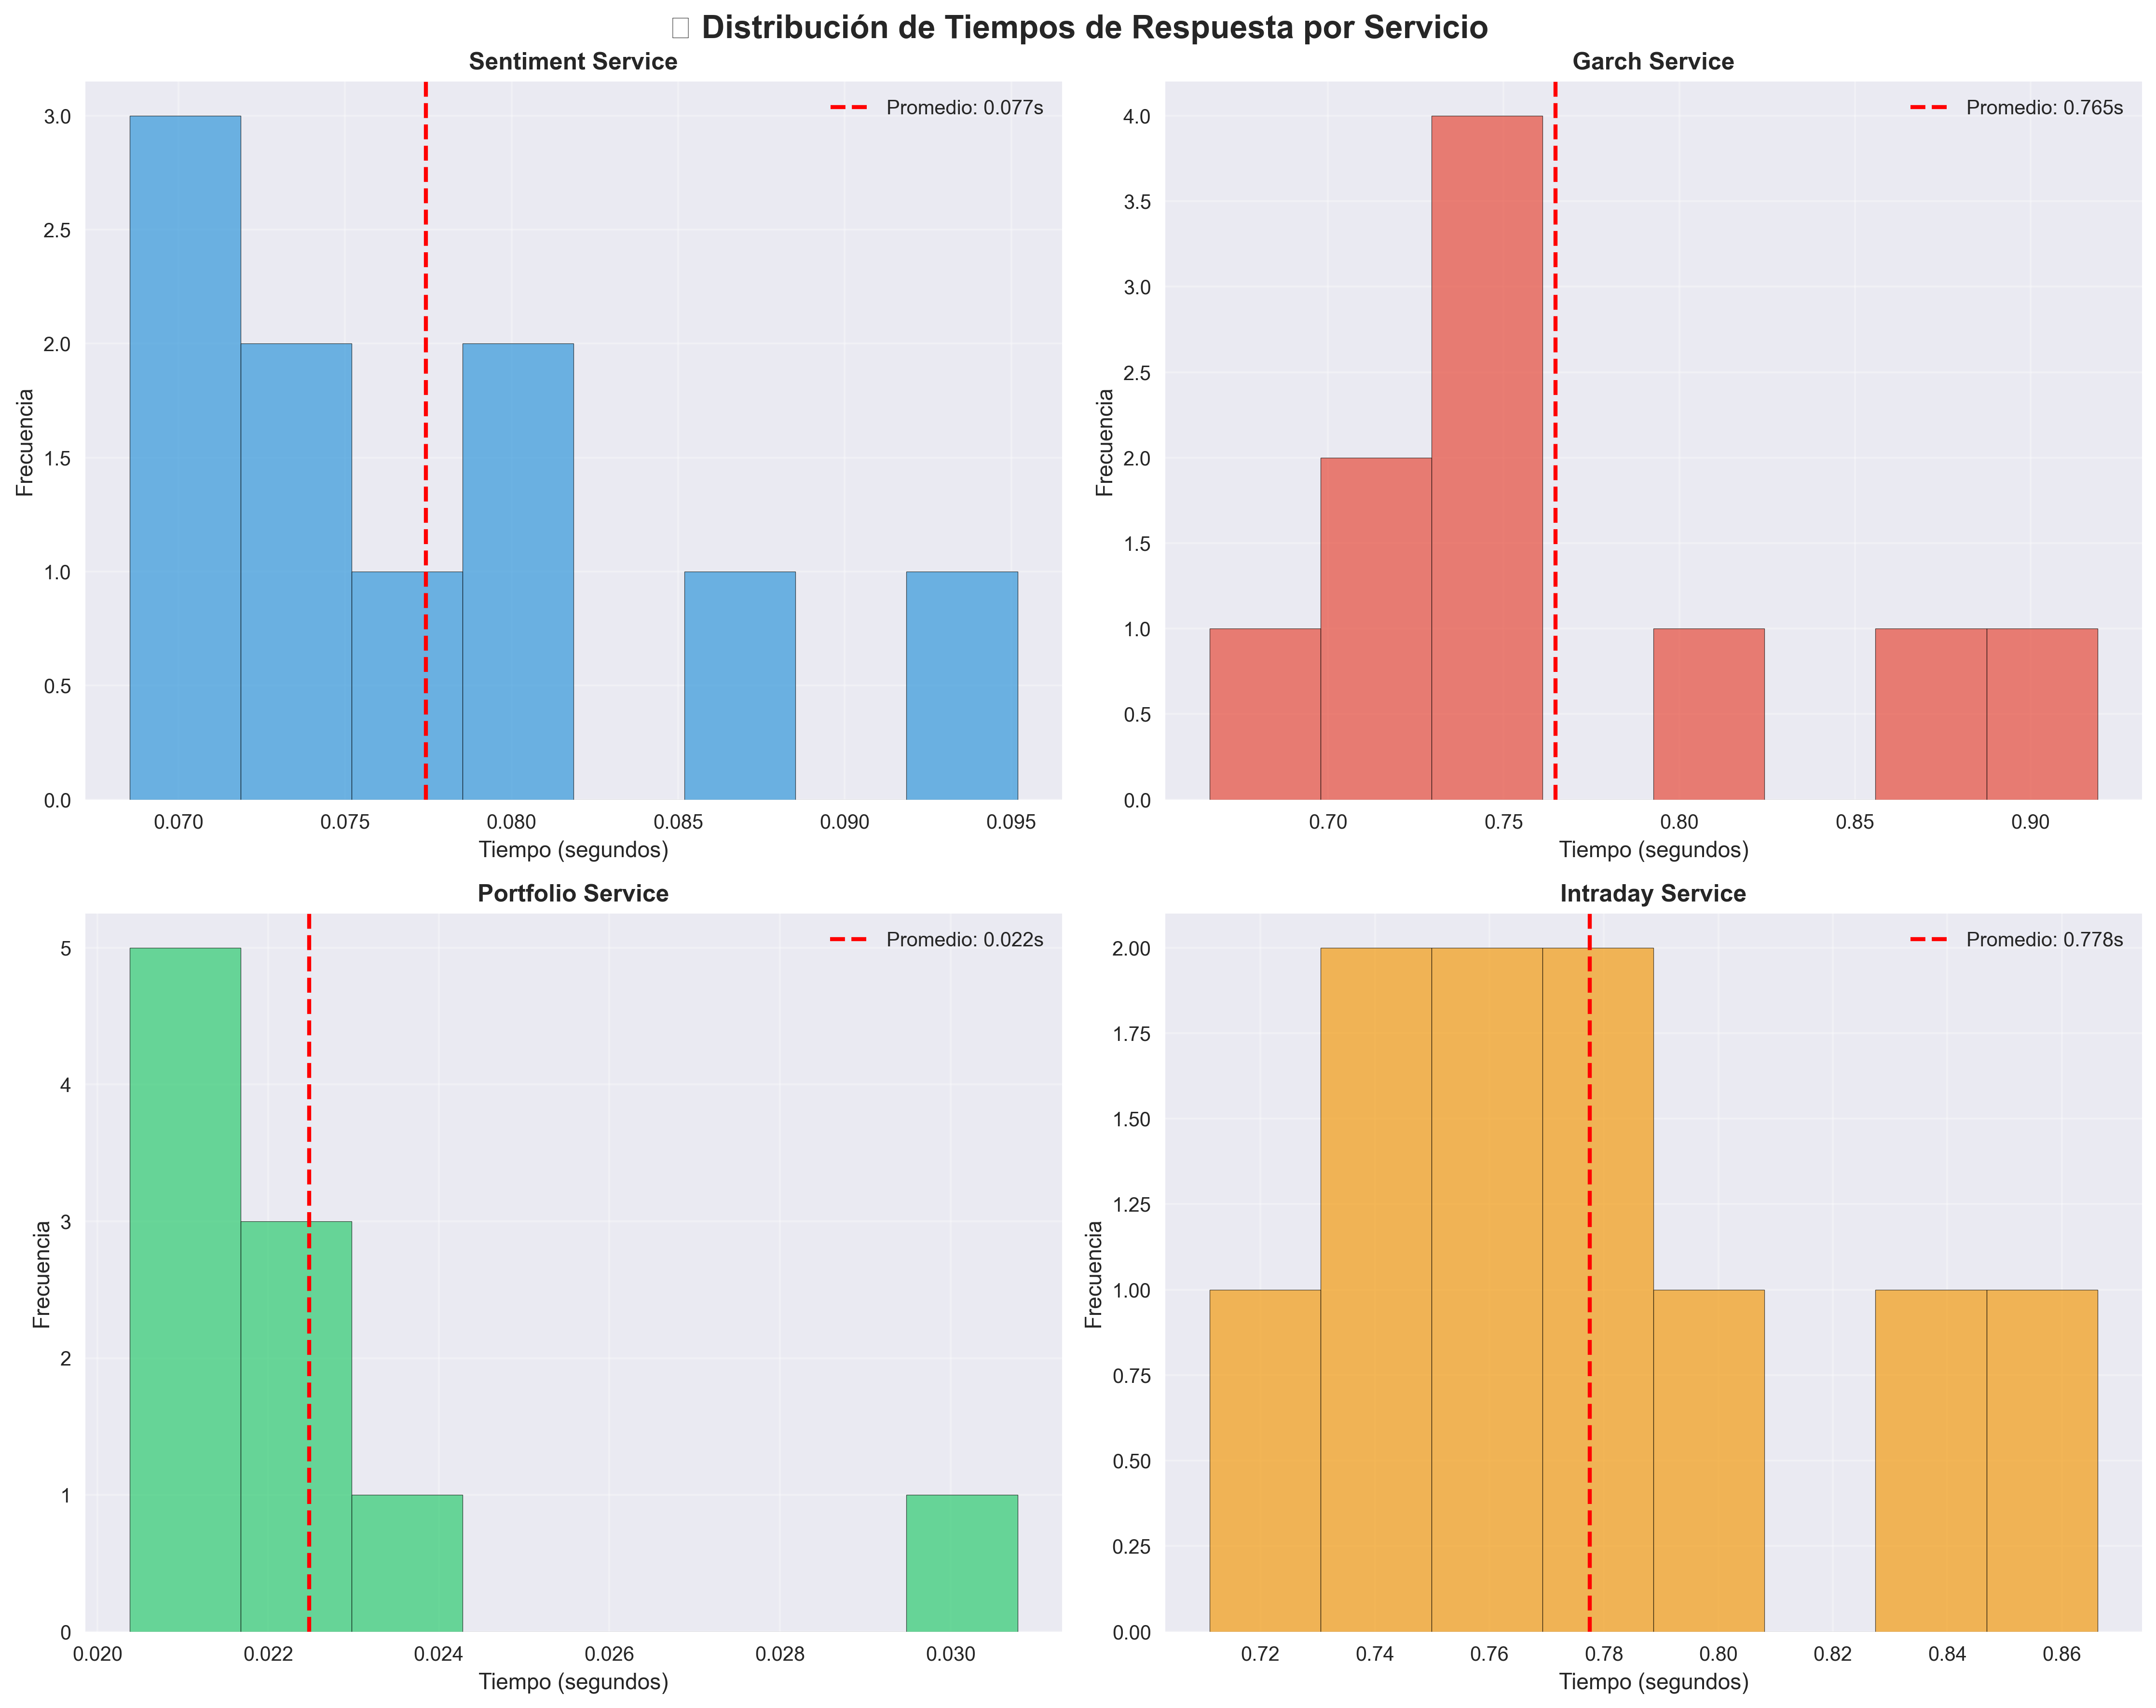 Distribución de Tiempos de Respuesta por Servicio
Sentiment Service
Promedio: 0.077s
Frecuencia
3.0
2.5
2.0
1.5
1.0
0.5
0.0
0.070 0.075 0.080 0.085 0.090 0.095
Tiempo (segundos)
Garch Service
Promedio: 0.765s
Frecuencia
4.0
3.5
3.0
2.5
2.0
1.5
1.0
0.5
0.0
0.70 0.75 0.80 0.85 0.90
Tiempo (segundos)
Portfolio Service
Promedio: 0.022s
Frecuencia
5
4
3
2
1
0
0.020 0.022 0.024 0.026 0.028 0.030
Tiempo (segundos)
Intraday Service
Promedio: 0.778s
Frecuencia
2.00
1.75
1.50
1.25
1.00
0.75
0.50
0.25
0.00
0.72 0.74 0.76 0.78 0.80 0.82 0.84 0.86
Tiempo (segundos)